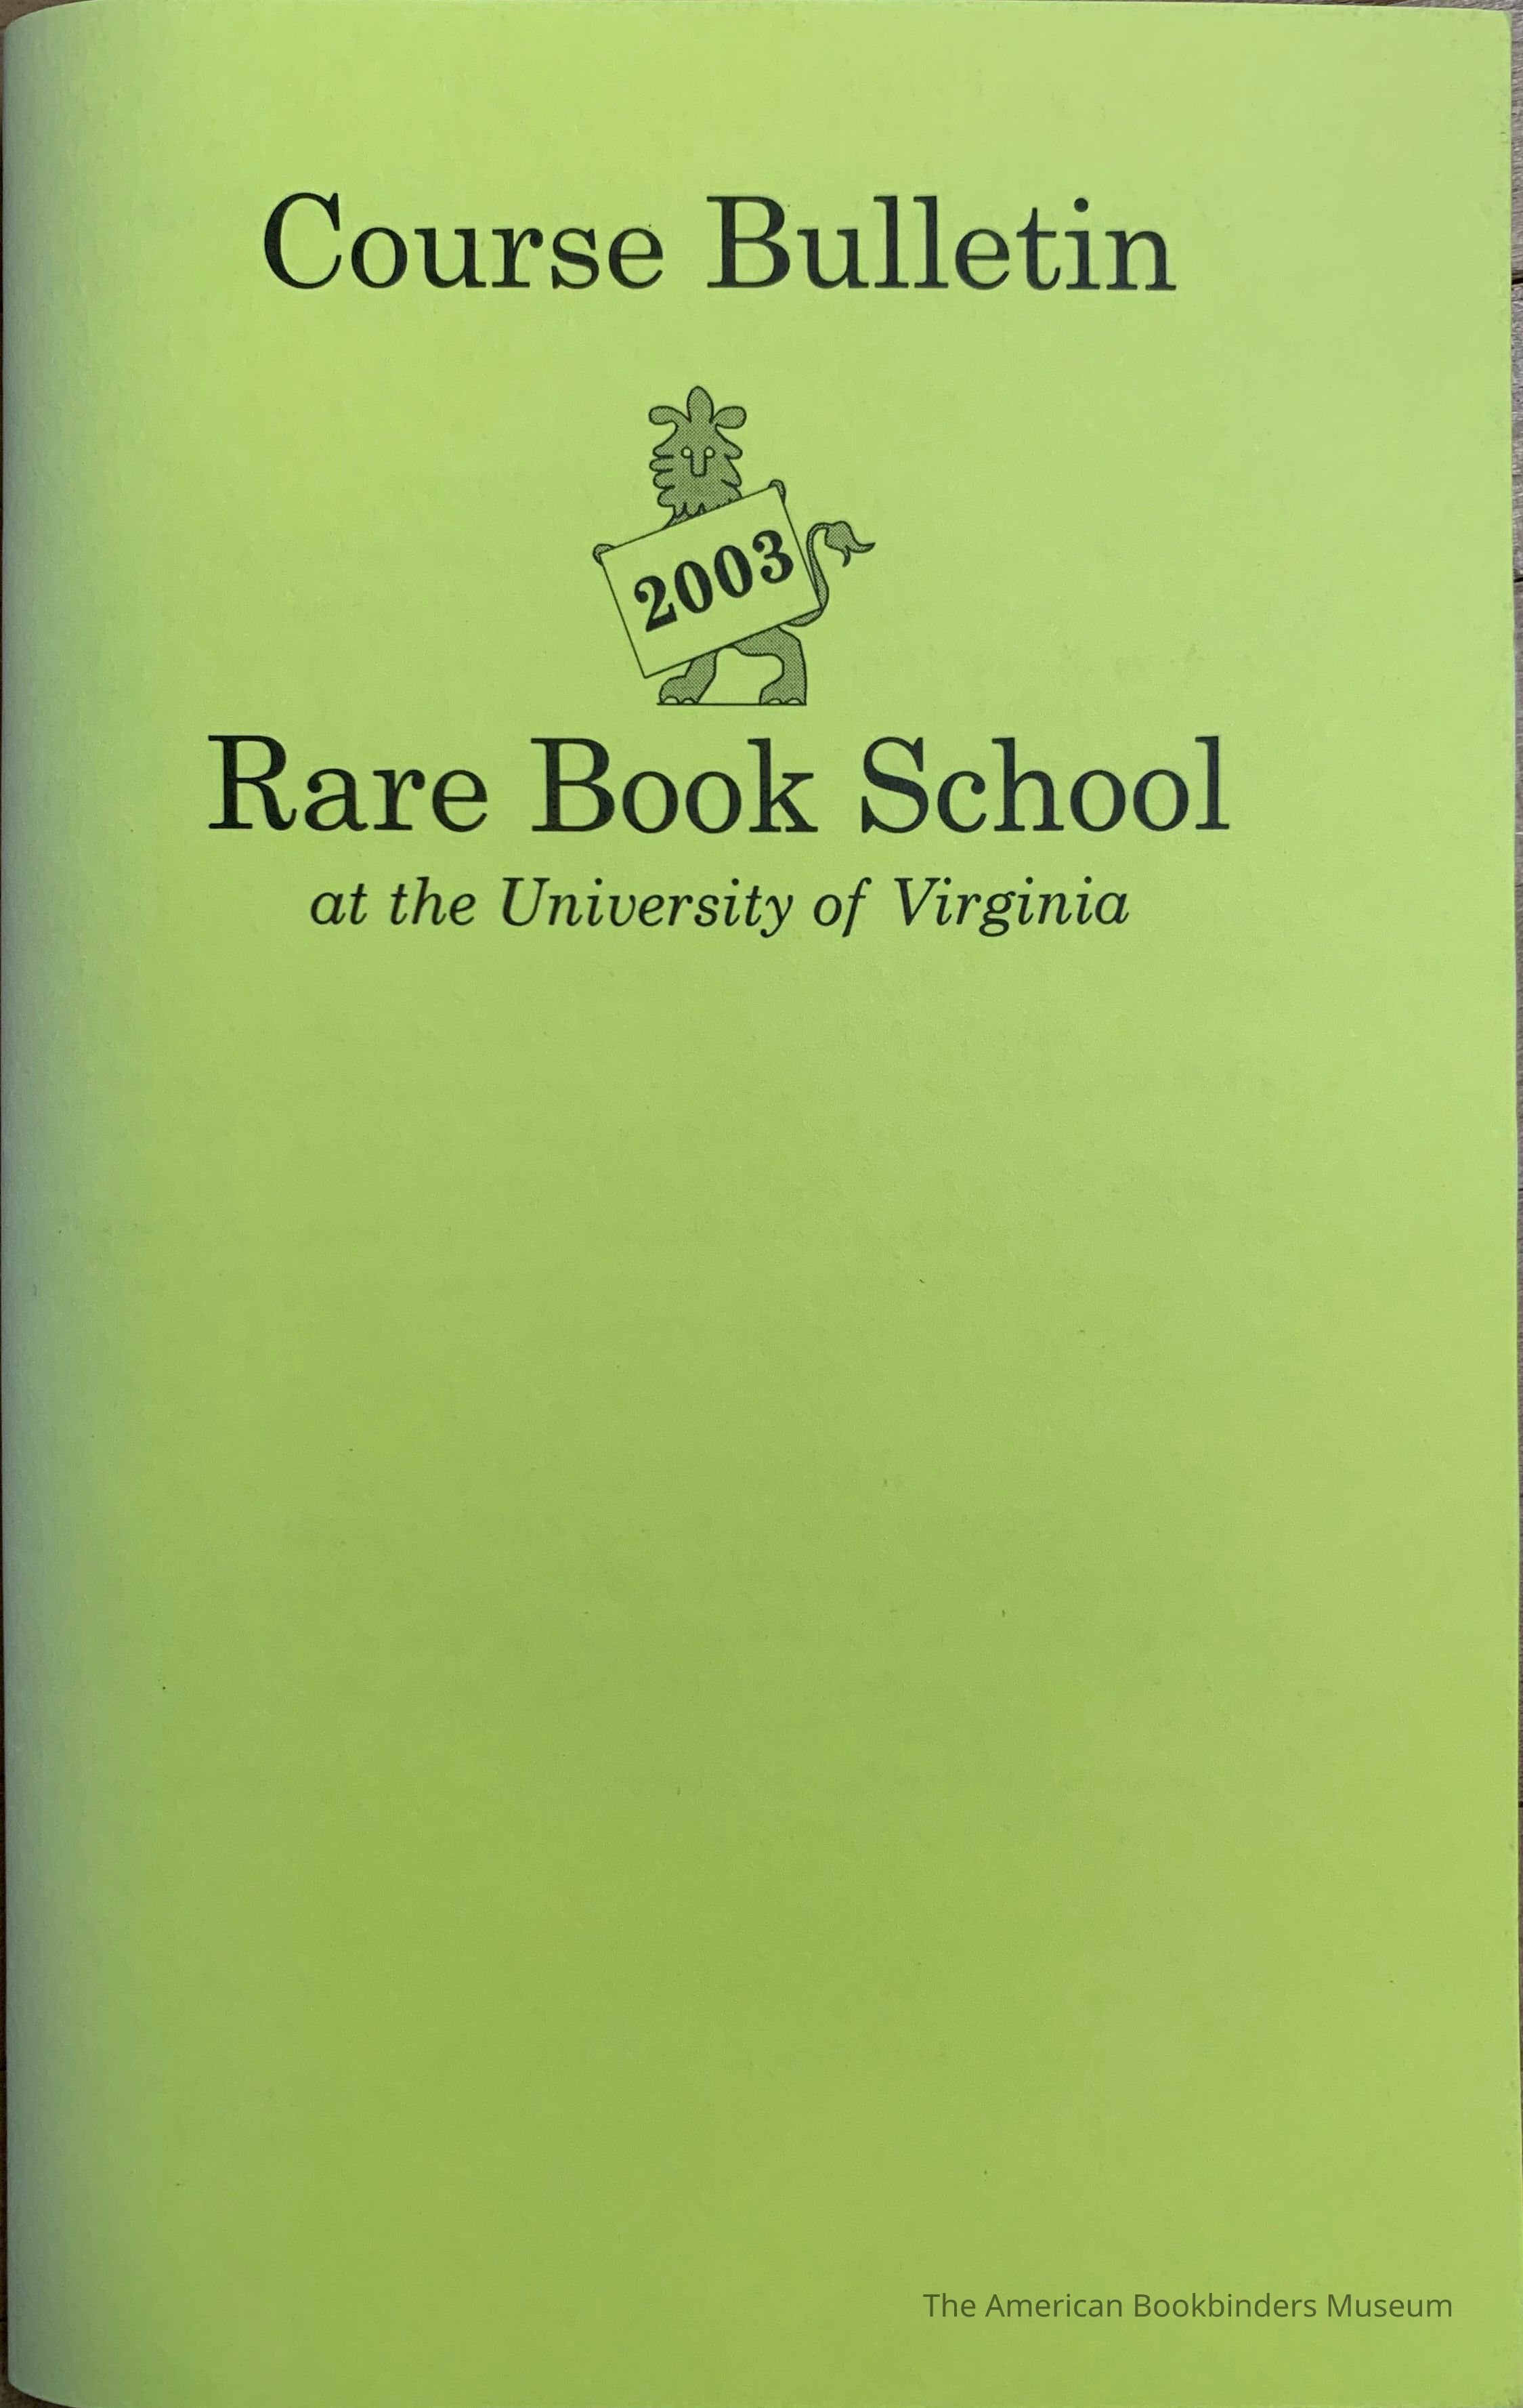 Course Bulletin
2003
Rare Book School
at the University of Virginia
The American Bookbinders Museum